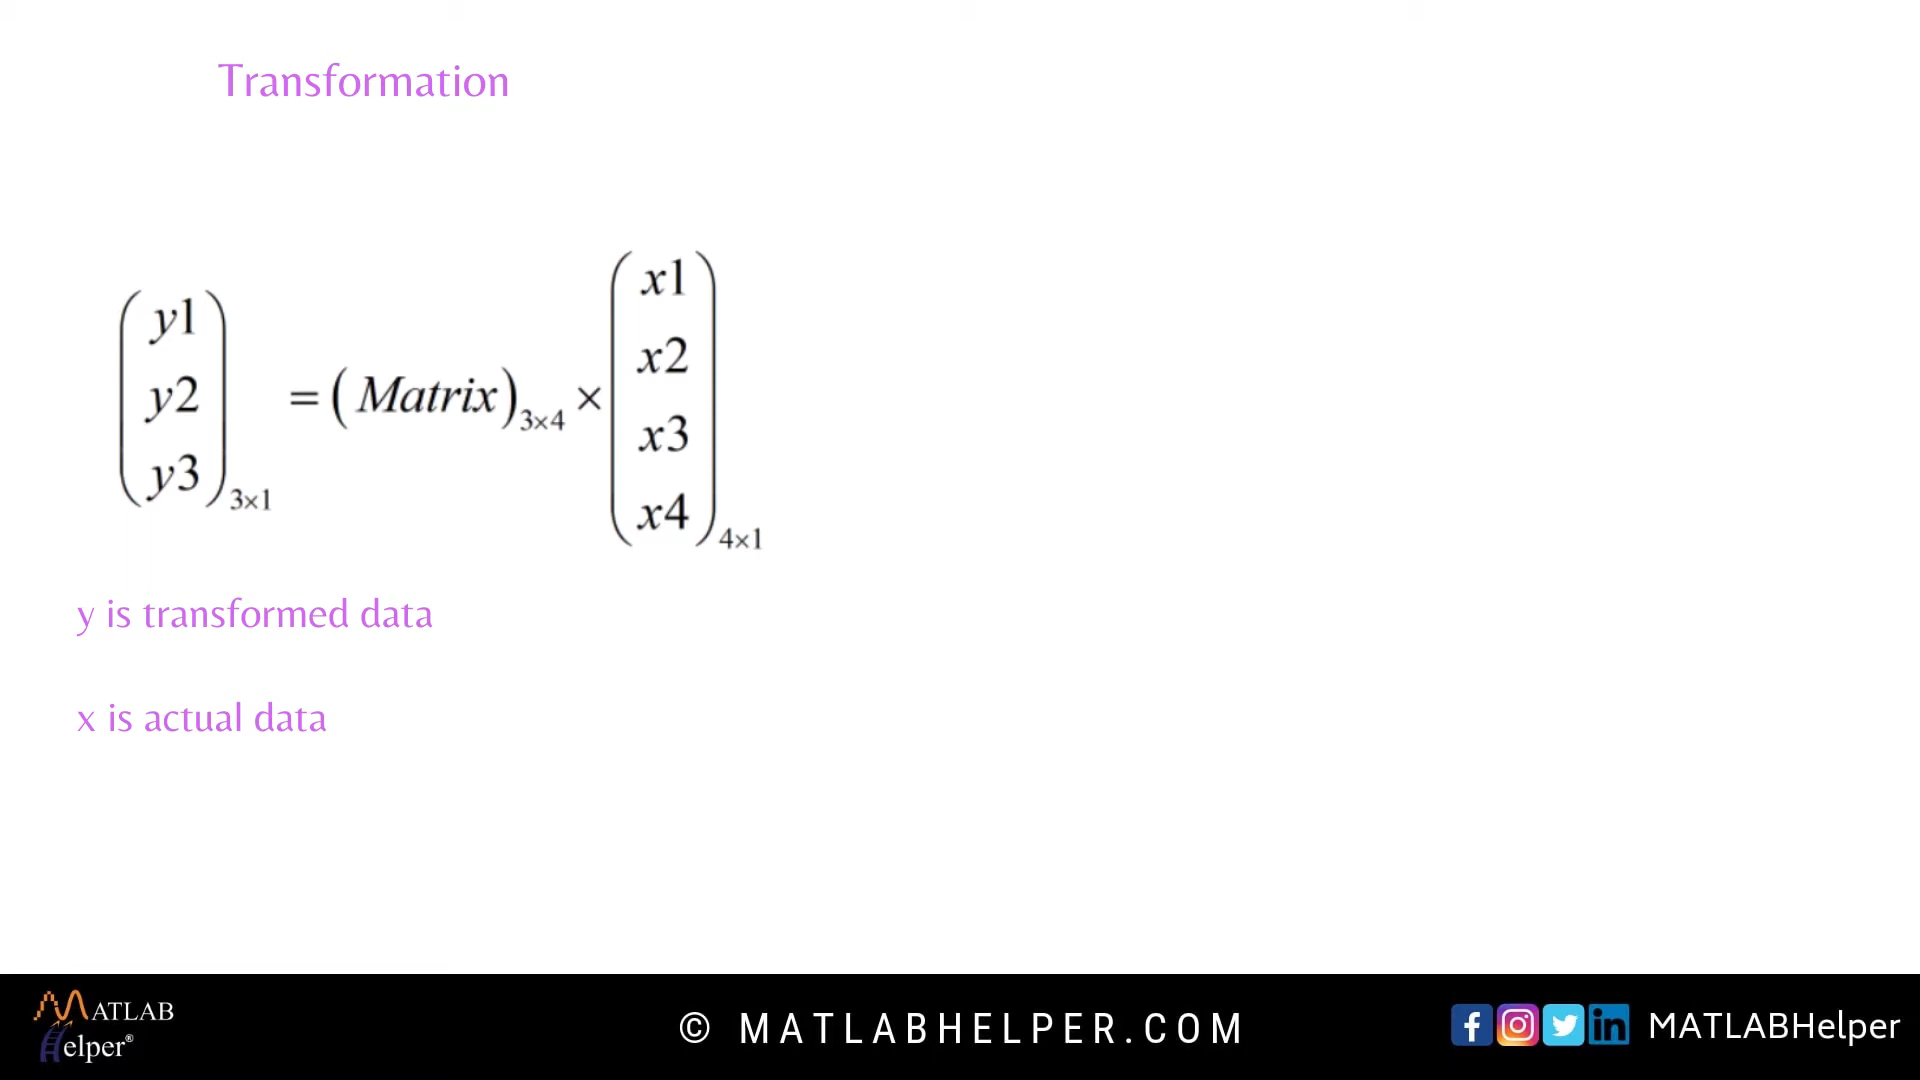 Transformation
(y1
y2
y3)3×1 = (Matrix)3×4 × (x1
x2
x3
x4)4×1
y is transformed data
x is actual data
MATLAB
Helper®
© MATLABHELPER.COM
f in MATLABHelper